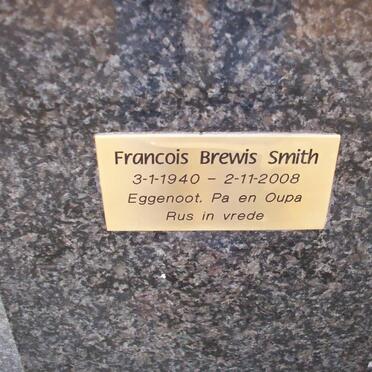 Francois Brewis Smith
3-1-1940 - 2-11-2008
Eggenoot, Pa en Oupa
Rus in vrede